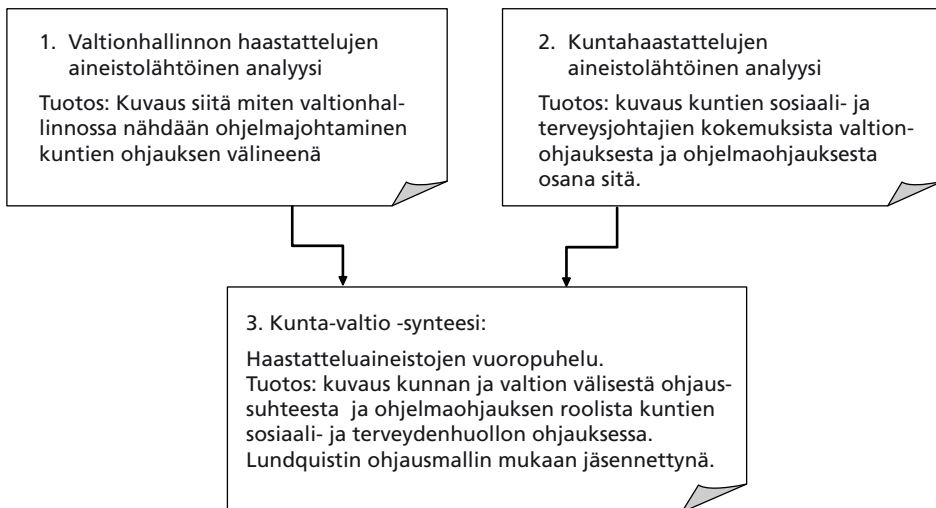 1. Valtionhallinnon haastattelujen
aineistolähtöinen analyysi
Tuotos: Kuvaus siitä miten valtionhal-
linnossa nähdään ohjelmajohtaminen
kuntien ohjauksen välineenä
2. Kuntahaastattelujen
aineistolähtöinen analyysi
Tuotos: kuvaus kuntien sosiaali- ja
terveysjohtajien kokemuksista valtion-
ohjauksesta ja ohjelmaohjauksesta
osana sitä.
3. Kunta-valtio -synteesi:
Haastatteluaineistojen vuoropuhelu.
Tuotos: kuvaus kunnan ja valtion välisestä ohjaus-
suhteesta ja ohjelmaohjauksen roolista kuntien
sosiaali- ja terveydenhuollon ohjauksessa.
Lundquistin ohjausmallin mukaan jäsennettynä.